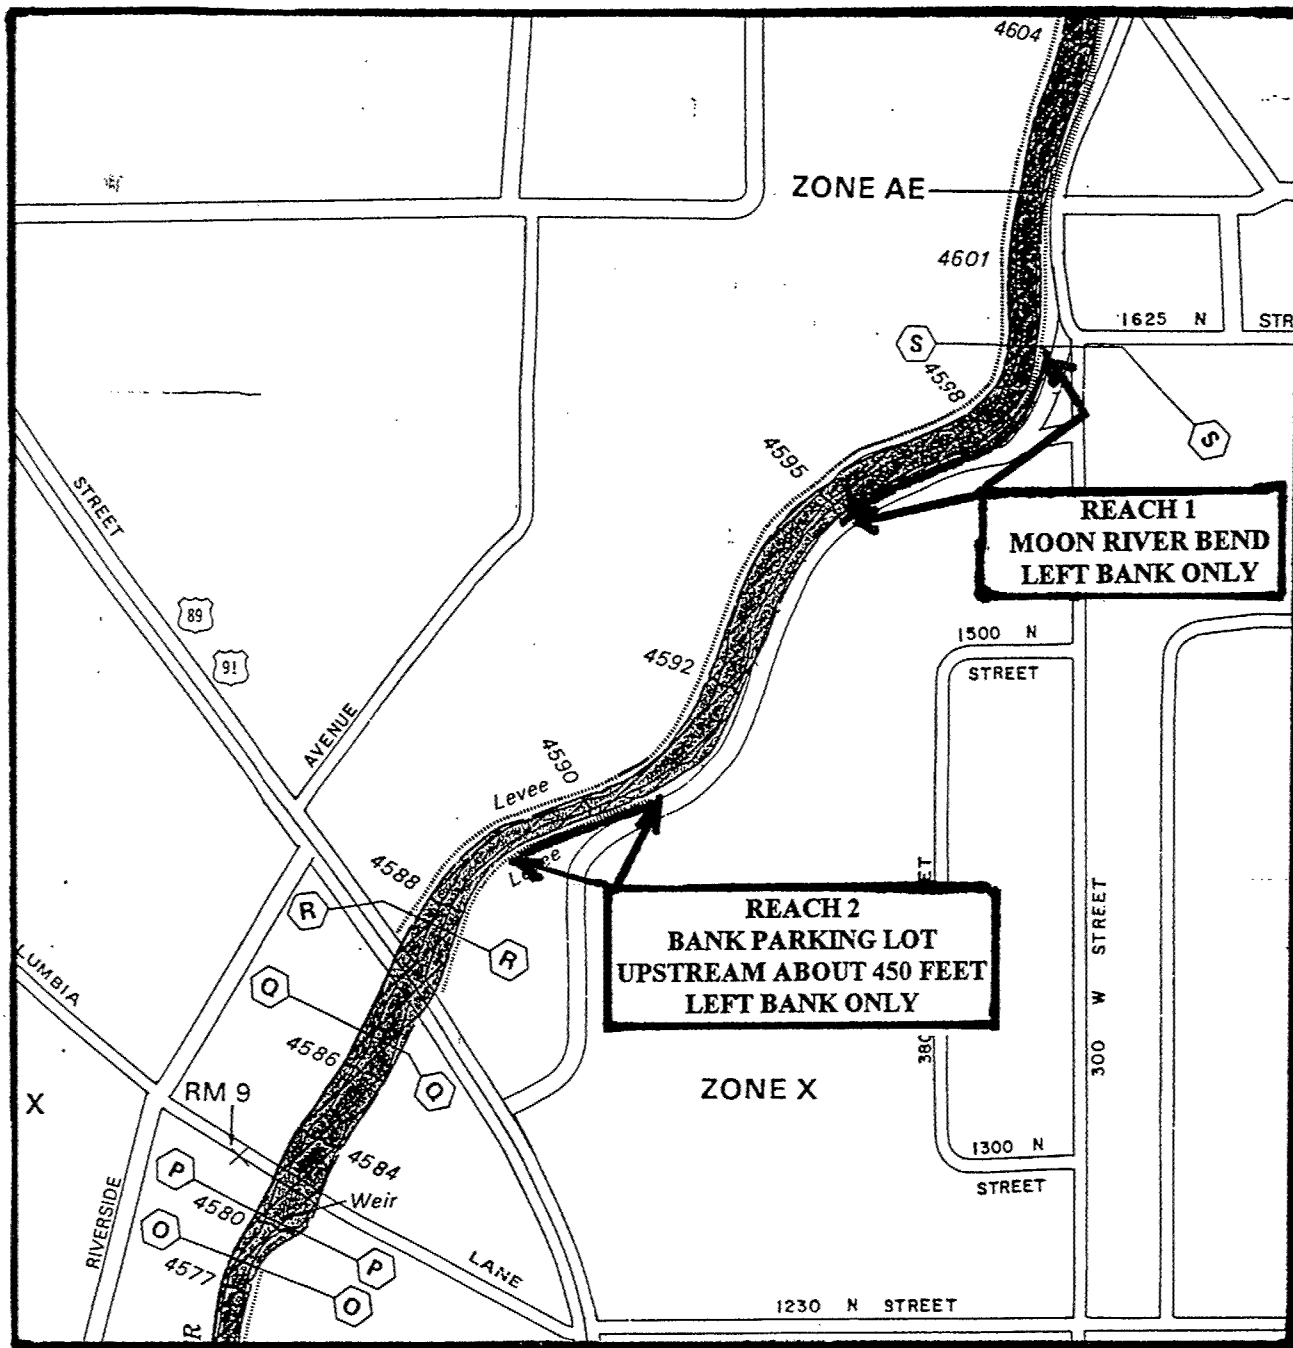 4604
ZONE AE
4601
1625 N STR
S
4598
S
4595
REACH 1
MOON RIVER BEND
LEFT BANK ONLY
STREET
89
91
1500 N
STREET
4592
AVENUE
4590
Levee
4588
Levee
R
R
REACH 2
BANK PARKING LOT
UPSTREAM ABOUT 450 FEET
LEFT BANK ONLY
ET
380
300 W STREET
LUMBIA
Q
Q
4586
ZONE X
X
RM 9
4584
1300 N
STREET
P
4580
Weir
RIVERSIDE
O
4577
P
LANE
O
1230 N STREET
R